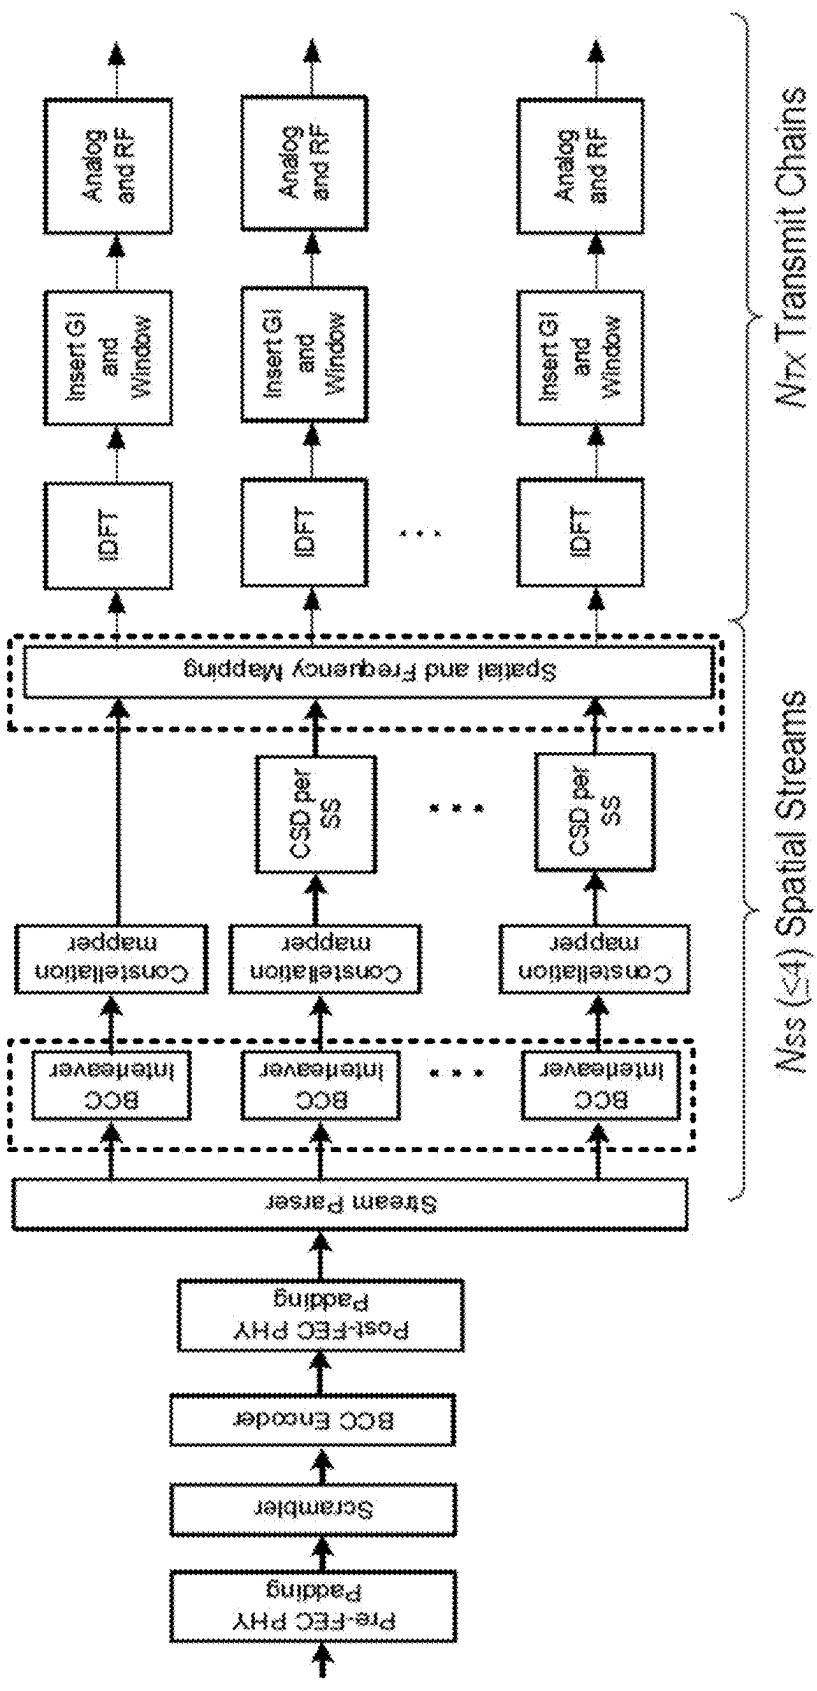 Pre-FEC PHY
Padding
Scrambler
BCC Encoder
Post-FEC PHY
Padding
Stream Parser
BCC
Interleaver
BCC
Interleaver
BCC
Interleaver
Constellation
mapper
Constellation
mapper
Constellation
mapper
CSD per
SS
CSD per
SS
Spatial and Frequency Mapping
IDFT
IDFT
IDFT
Insert GI
and
Window
Insert GI
and
Window
Insert GI
and
Window
Analog
and RF
Analog
and RF
Analog
and RF
NSS (≤4) Spatial Streams
NTX Transmit Chains